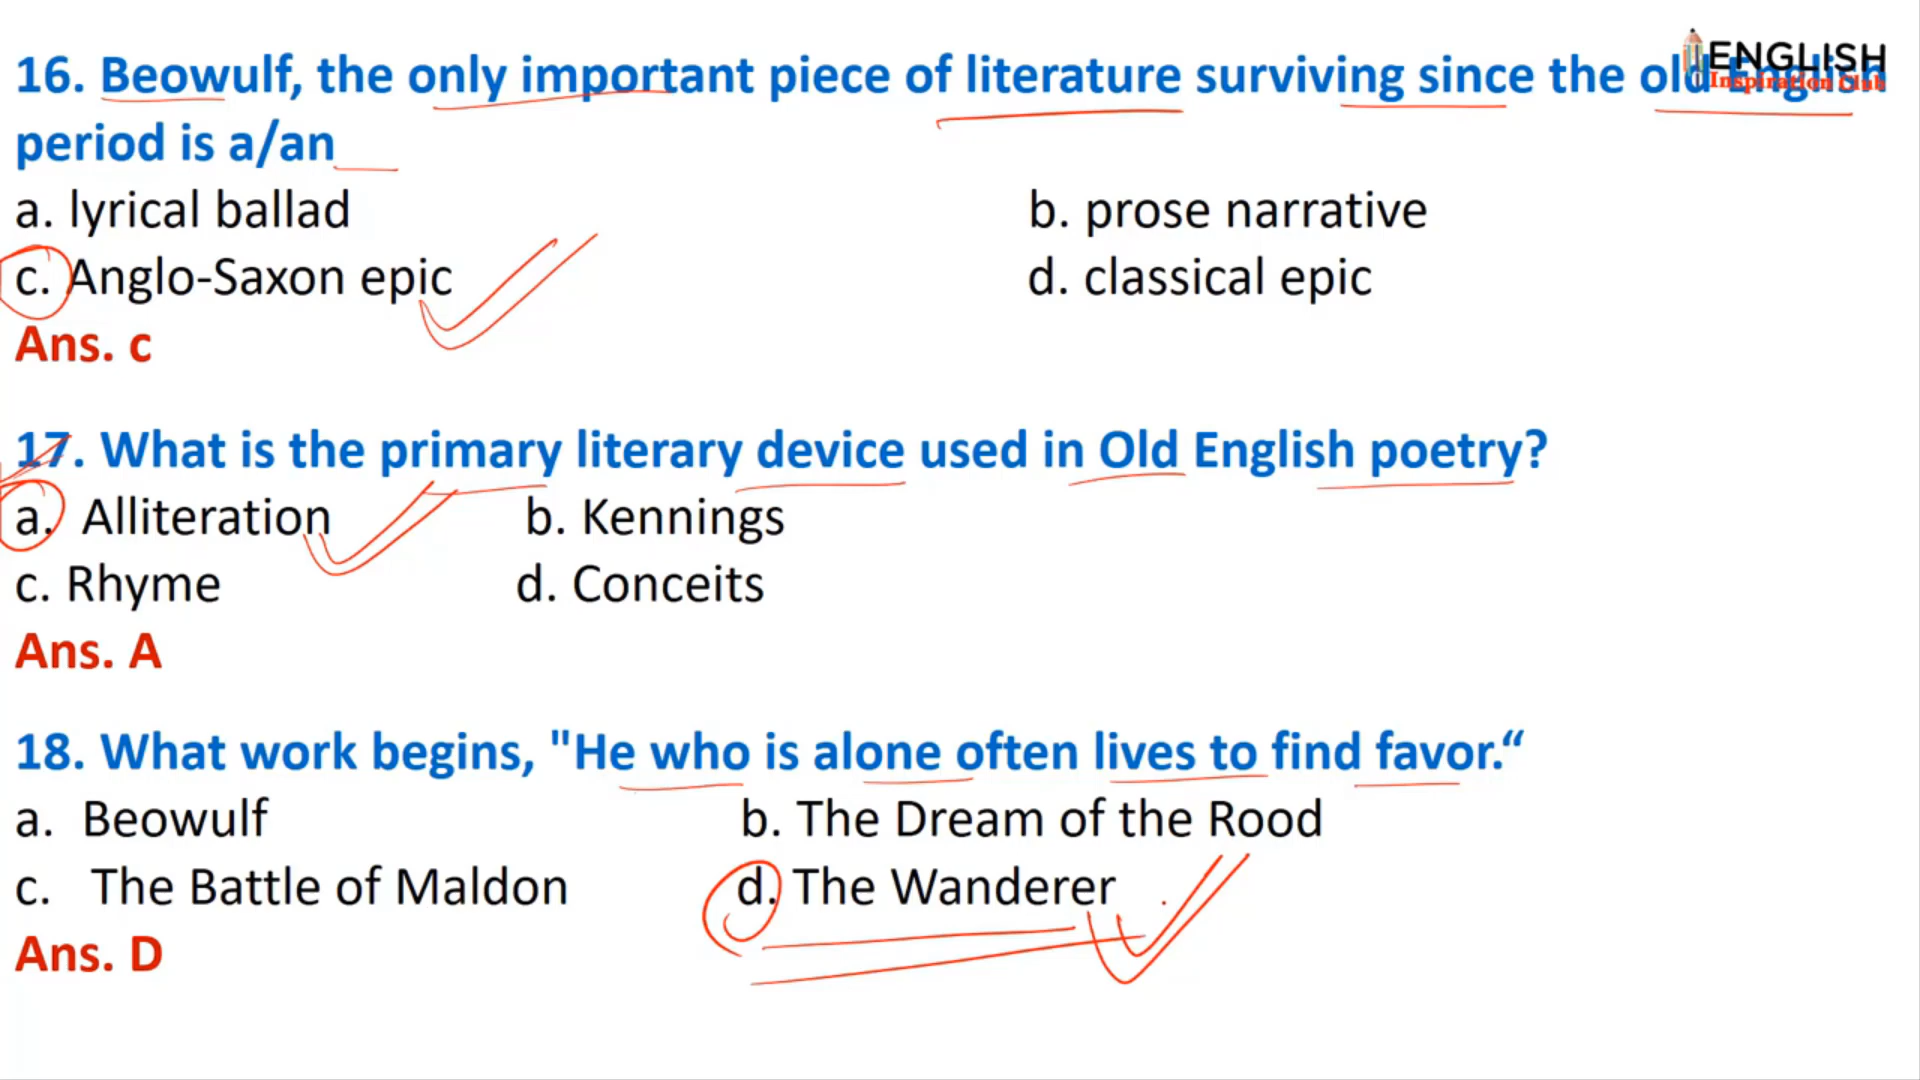 ENGLISH
Inspiration Club
16. Beowulf, the only important piece of literature surviving since the old English
period is a/an
a. lyrical ballad b. prose narrative
c. Anglo-Saxon epic d. classical epic
Ans. c
17. What is the primary literary device used in Old English poetry?
a. Alliteration b. Kennings
c. Rhyme d. Conceits
Ans. A
18. What work begins, "He who is alone often lives to find favor.“
a. Beowulf b. The Dream of the Rood
c. The Battle of Maldon d. The Wanderer
Ans. D